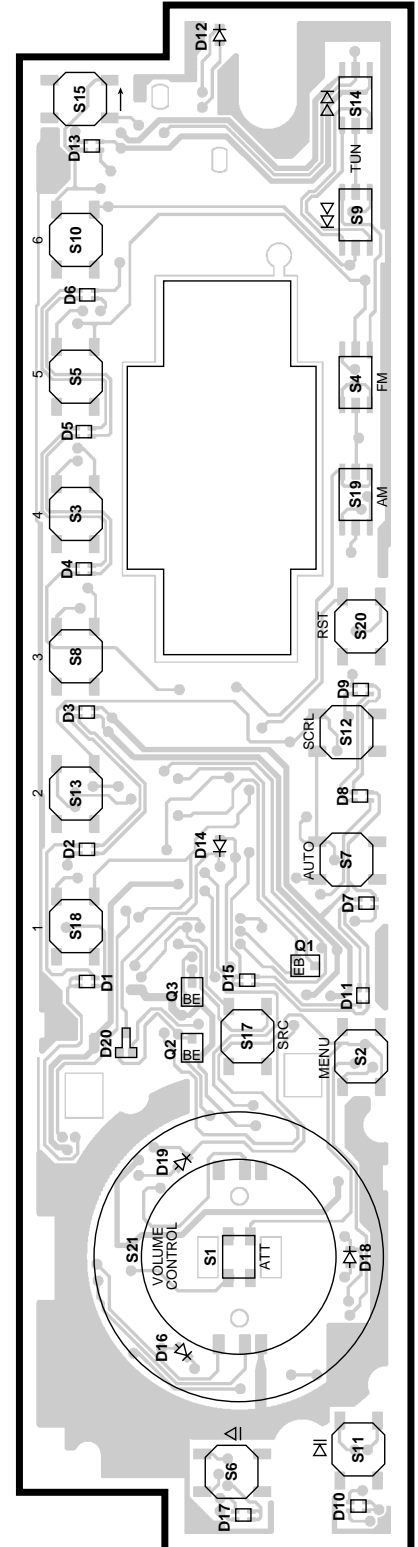 D12
S15
D13
S14
TUN
S9
6
S10
D6
5
S5
D5
S4
FM
4
S3
D4
S19
AM
3
S8
D3
RST
S20
D9
SCRL
S12
2
S13
D2
D8
D14
AUTO
S7
1
S18
D1
D7
Q1
EB
D15
Q3
BE
D11
D20
Q2
BE
S17
SRC
MENU
S2
D19
S21
VOLUME
CONTROL
S1
ATT
D18
D16
S6
D17
S11
D10